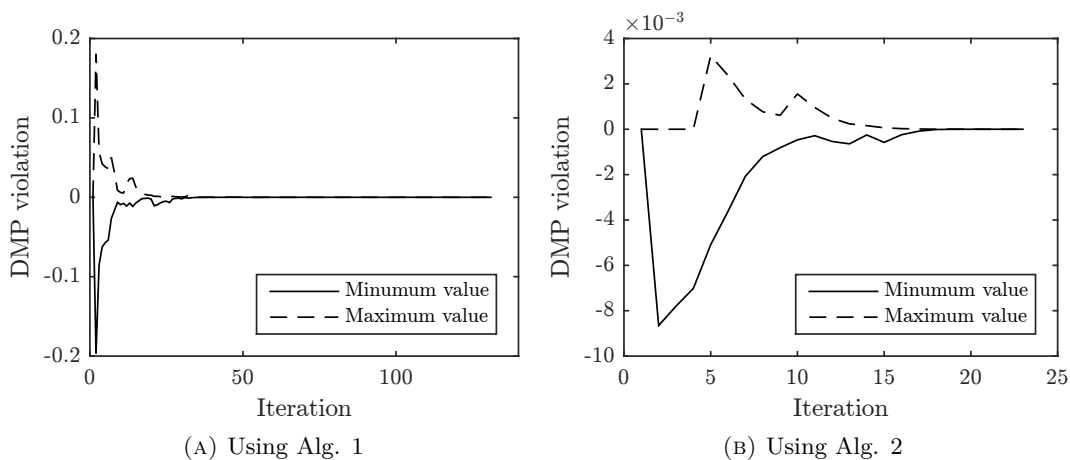 0.2
0.1
0
-0.1
-0.2
DMP violation
0
50
100
Iteration
Minumum value
Maximum value
(A) Using Alg. 1
×10⁻³
4
2
0
-2
-4
-6
-8
-10
DMP violation
0
5
10
15
20
25
Iteration
Minumum value
Maximum value
(B) Using Alg. 2